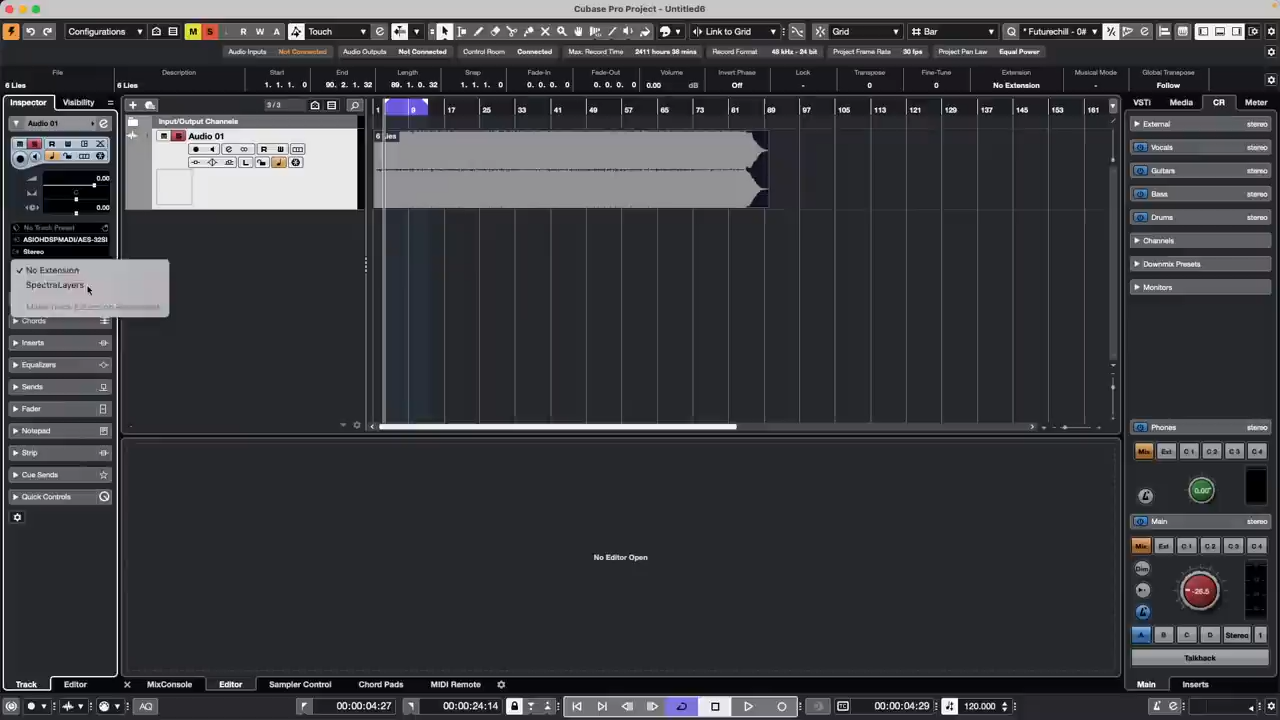 Cubase Pro Project - Untitled6
Configurations M S L R W A Touch Link to Grid Grid Bar Q * Futurechill - 0#
Audio Inputs Not Connected Audio Outputs Not Connected Control Room Connected Max. Record Time 2411 hours 36 mins Record Format 48 kHz - 24 bit Project Frame Rate 30 fps Project Pan Law Equal Power
File Description Start End Length Snap Fade-In Fade-Out Volume Invert Phase Lock Transpose Fine-Tune Extension Musical Mode Global Transpose
6 Lies 6 Lies 1. 1. 1. 0 90. 2. 1. 32 89. 1. 0. 32 1. 1. 1. 0 0. 0. 0. 0 0. 0. 0. 0 0.00 dB Off - 0 0 No Extension - Follow
Inspector Visibility 3 / 3 1 9 17 25 33 41 49 57 65 73 81 89 97 105 113 121 129 137 145 153 161 VSTi Media CR Meter
Audio 01 Input/Output Channels External stereo
M S Audio 01 6 Lies
R W Vocals stereo
Guitars stereo
0.00 L Bass stereo
C
0.00 Drums stereo
No Track Preset Channels
ASIOHDSPMADI/AES-32SI
Stereo Downmix Presets
No Extension Monitors
SpectraLayers
Chords
Inserts
Equalizers
Sends
Fader
Notepad Phones stereo
Strip Mix Ext C 1 C 2 C 3 C 4
Cue Sends 0.00
Quick Controls
Main stereo
Mix Ext C 1 C 2 C 3 C 4
No Editor Open
Dim
-26.5
A B C D Stereo 1
Talkback
Track Editor MixConsole Editor Sampler Control Chord Pads MIDI Remote Main Inserts
AQ 00:00:04:27 00:00:24:14 00:00:04:29 120.000